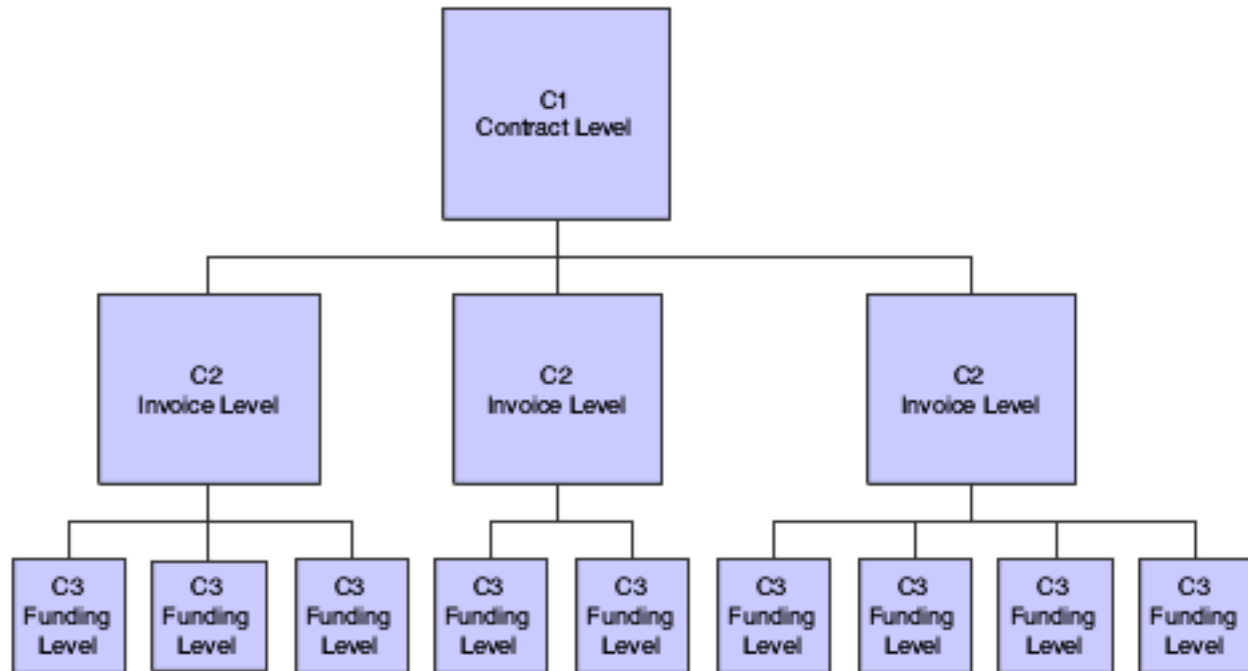 C1
Contract Level
C2
Invoice Level
C2
Invoice Level
C2
Invoice Level
C3
Funding
Level
C3
Funding
Level
C3
Funding
Level
C3
Funding
Level
C3
Funding
Level
C3
Funding
Level
C3
Funding
Level
C3
Funding
Level
C3
Funding
Level